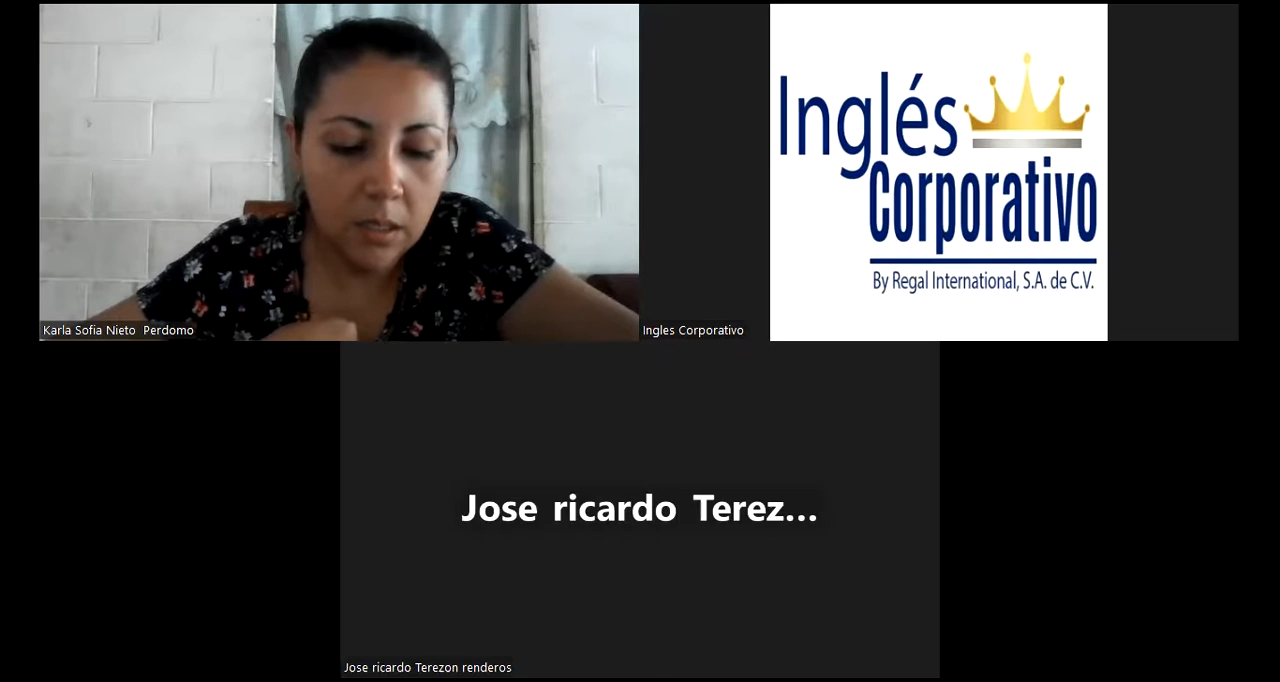 Inglés
Corporativo
By Regal International, S.A. de C.V.
Karla Sofia Nieto Perdomo
Ingles Corporativo
Jose ricardo Terez...
Jose ricardo Terezon renderos